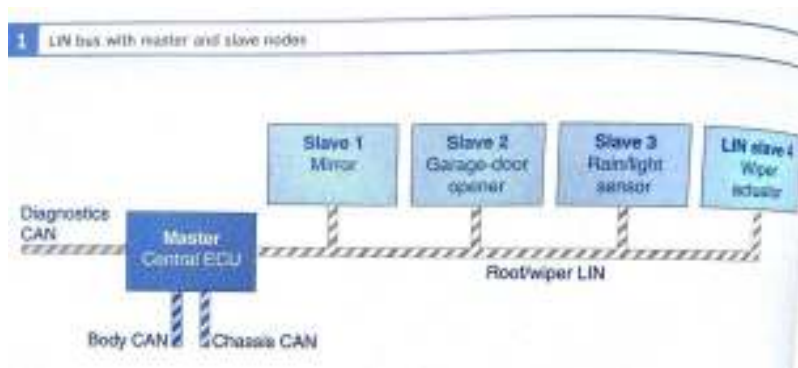 1 LIN bus with master and slave nodes
Slave 1
Mirror
Slave 2
Garage-door
opener
Slave 3
Rain/light
sensor
LIN slave 4
Wiper
actuator
Diagnostics
CAN
Master
Central ECU
Roof/wiper LIN
Body CAN
Chassis CAN